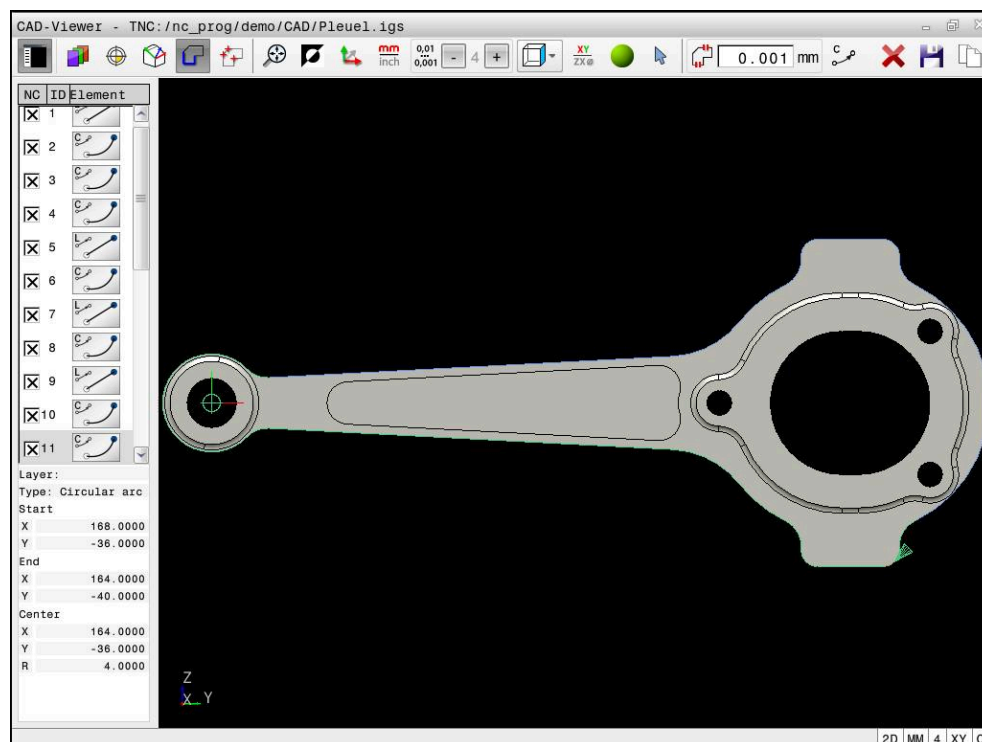 CAD-Viewer - TNC:/nc_prog/demo/CAD/Pleuel.igs
mm
inch
0,01
0,001
- 4 +
XY
ZX
0.001 mm
C
NC ID Element
1
2 C
3 C
4 C
5 L
6 C
7 L
8 C
9 L
10 C
11 C
Layer:
Type: Circular arc
Start
X 168.0000
Y -36.0000
End
X 164.0000
Y -40.0000
Center
X 164.0000
Y -36.0000
R 4.0000
Z
X Y
2D MM 4 XY